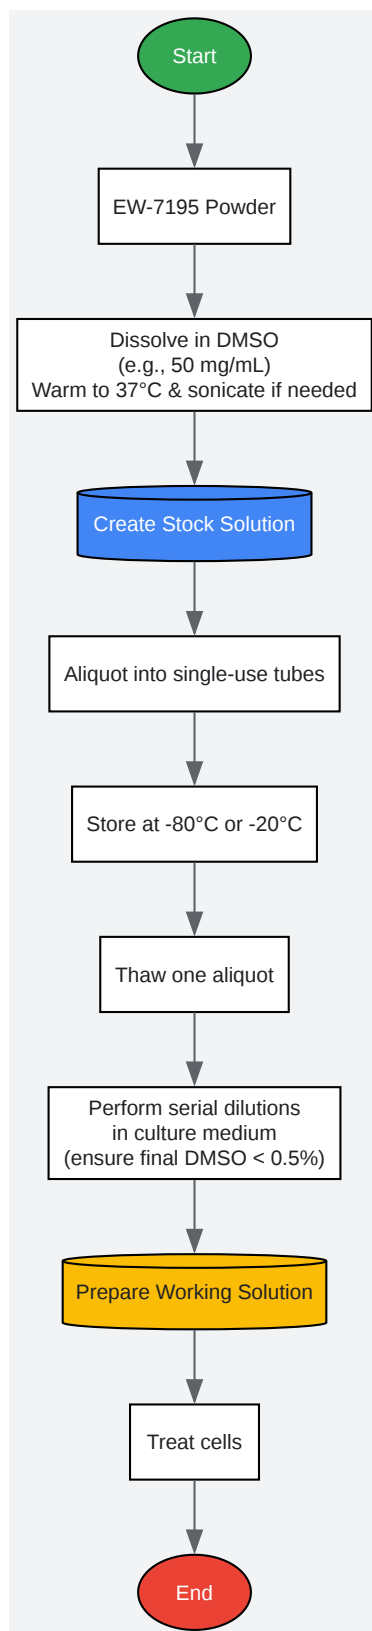 Start
EW-7195 Powder
Dissolve in DMSO
(e.g., 50 mg/mL)
Warm to 37°C & sonicate if needed
Create Stock Solution
Aliquot into single-use tubes
Store at -80°C or -20°C
Thaw one aliquot
Perform serial dilutions
in culture medium
(ensure final DMSO < 0.5%)
Prepare Working Solution
Treat cells
End